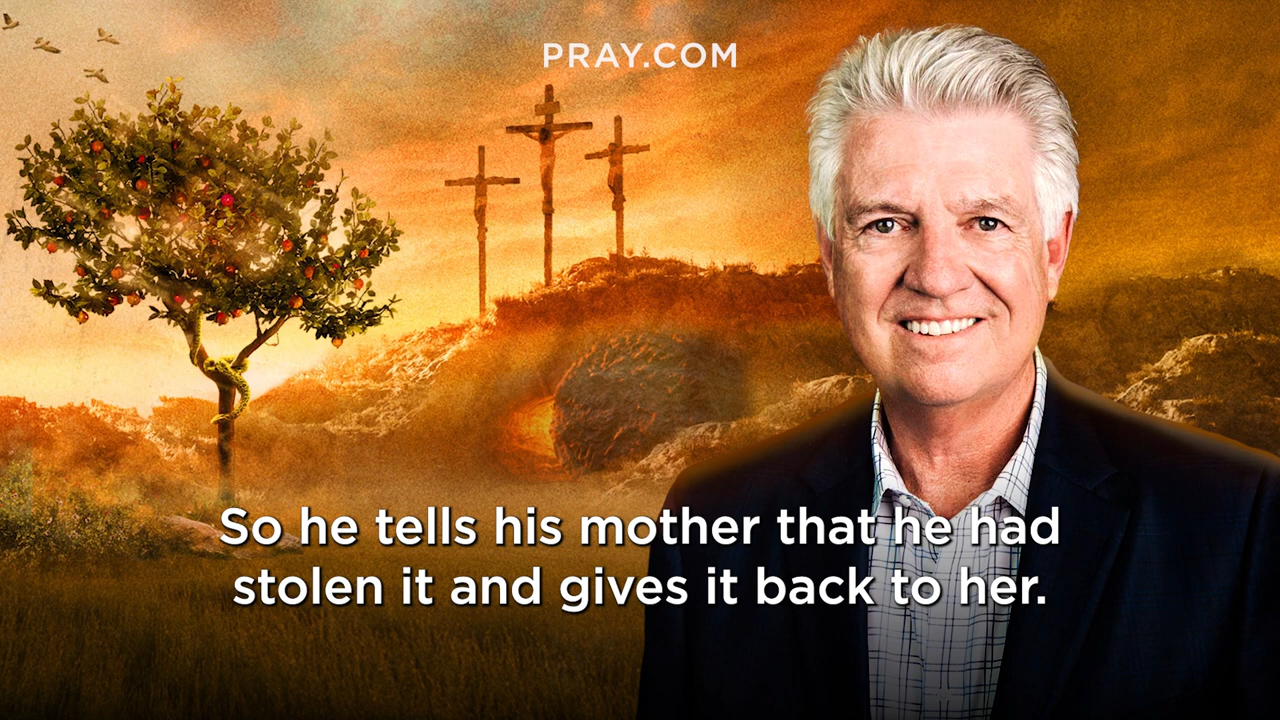 PRAY.COM
So he tells his mother that he had
stolen it and gives it back to her.